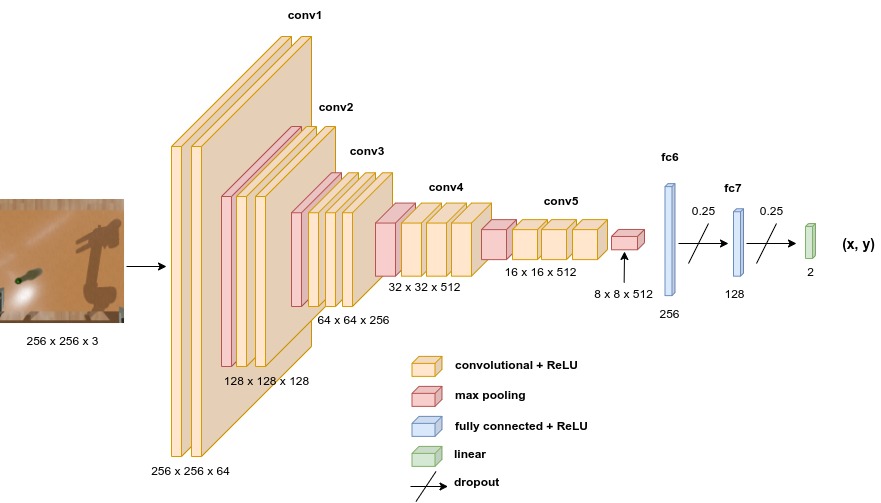 conv1
conv2
conv3
conv4
conv5
fc6
fc7
0.25
0.25
(x, y)
2
256 x 256 x 3
256 x 256 x 64
128 x 128 x 128
64 x 64 x 256
32 x 32 x 512
16 x 16 x 512
8 x 8 x 512
256
128
convolutional + ReLU
max pooling
fully connected + ReLU
linear
dropout